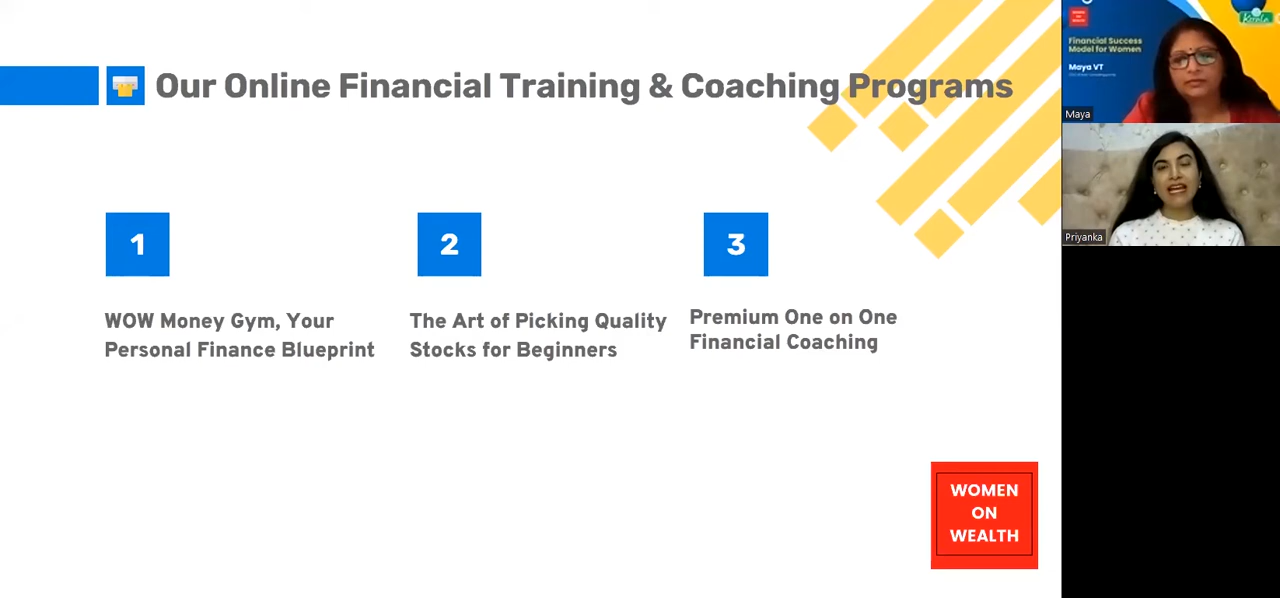 Our Online Financial Training & Coaching Programs
1
2
3
WOW Money Gym, Your
Personal Finance Blueprint
The Art of Picking Quality
Stocks for Beginners
Premium One on One
Financial Coaching
WOMEN
ON
WEALTH
Financial Success
Model for Women
Maya VT
Maya
Priyanka